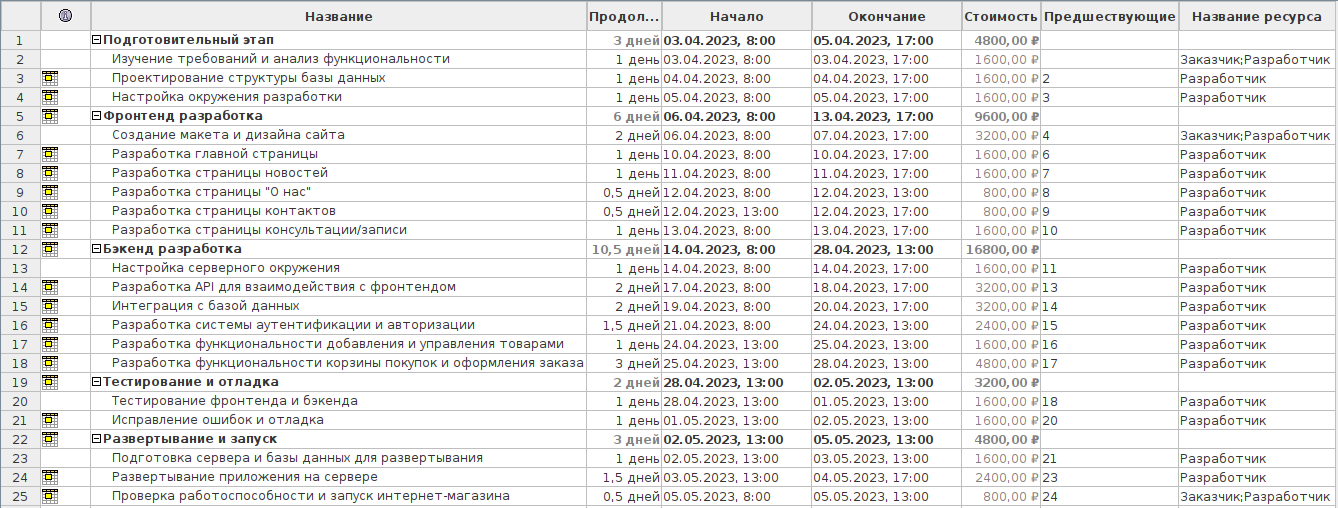 Название Продол... Начало Окончание Стоимость Предшествующие Название ресурса
1 Подготовительный этап 3 дней 03.04.2023, 8:00 05.04.2023, 17:00 4800,00 ₽
2 Изучение требований и анализ функциональности 1 день 03.04.2023, 8:00 03.04.2023, 17:00 1600,00 ₽ Заказчик;Разработчик
3 Проектирование структуры базы данных 1 день 04.04.2023, 8:00 04.04.2023, 17:00 1600,00 ₽ 2 Разработчик
4 Настройка окружения разработки 1 день 05.04.2023, 8:00 05.04.2023, 17:00 1600,00 ₽ 3 Разработчик
5 Фронтенд разработка 6 дней 06.04.2023, 8:00 13.04.2023, 17:00 9600,00 ₽
6 Создание макета и дизайна сайта 2 дней 06.04.2023, 8:00 07.04.2023, 17:00 3200,00 ₽ 4 Заказчик;Разработчик
7 Разработка главной страницы 1 день 10.04.2023, 8:00 10.04.2023, 17:00 1600,00 ₽ 6 Разработчик
8 Разработка страницы новостей 1 день 11.04.2023, 8:00 11.04.2023, 17:00 1600,00 ₽ 7 Разработчик
9 Разработка страницы "О нас" 0,5 дней 12.04.2023, 8:00 12.04.2023, 13:00 800,00 ₽ 8 Разработчик
10 Разработка страницы контактов 0,5 дней 12.04.2023, 13:00 12.04.2023, 17:00 800,00 ₽ 9 Разработчик
11 Разработка страницы консультации/записи 1 день 13.04.2023, 8:00 13.04.2023, 17:00 1600,00 ₽ 10 Разработчик
12 Бэкенд разработка 10,5 дней 14.04.2023, 8:00 28.04.2023, 13:00 16800,00 ₽
13 Настройка серверного окружения 1 день 14.04.2023, 8:00 14.04.2023, 17:00 1600,00 ₽ 11 Разработчик
14 Разработка API для взаимодействия с фронтендом 2 дней 17.04.2023, 8:00 18.04.2023, 17:00 3200,00 ₽ 13 Разработчик
15 Интеграция с базой данных 2 дней 19.04.2023, 8:00 20.04.2023, 17:00 3200,00 ₽ 14 Разработчик
16 Разработка системы аутентификации и авторизации 1,5 дней 21.04.2023, 8:00 24.04.2023, 13:00 2400,00 ₽ 15 Разработчик
17 Разработка функциональности добавления и управления товарами 1 день 24.04.2023, 13:00 25.04.2023, 13:00 1600,00 ₽ 16 Разработчик
18 Разработка функциональности корзины покупок и оформления заказа 3 дней 25.04.2023, 13:00 28.04.2023, 13:00 4800,00 ₽ 17 Разработчик
19 Тестирование и отладка 2 дней 28.04.2023, 13:00 02.05.2023, 13:00 3200,00 ₽
20 Тестирование фронтенда и бэкенда 1 день 28.04.2023, 13:00 01.05.2023, 13:00 1600,00 ₽ 18 Разработчик
21 Исправление ошибок и отладка 1 день 01.05.2023, 13:00 02.05.2023, 13:00 1600,00 ₽ 20 Разработчик
22 Развертывание и запуск 3 дней 02.05.2023, 13:00 05.05.2023, 13:00 4800,00 ₽
23 Подготовка сервера и базы данных для развертывания 1 день 02.05.2023, 13:00 03.05.2023, 13:00 1600,00 ₽ 21 Разработчик
24 Развертывание приложения на сервере 1,5 дней 03.05.2023, 13:00 04.05.2023, 17:00 2400,00 ₽ 23 Разработчик
25 Проверка работоспособности и запуск интернет-магазина 0,5 дней 05.05.2023, 8:00 05.05.2023, 13:00 800,00 ₽ 24 Заказчик;Разработчик